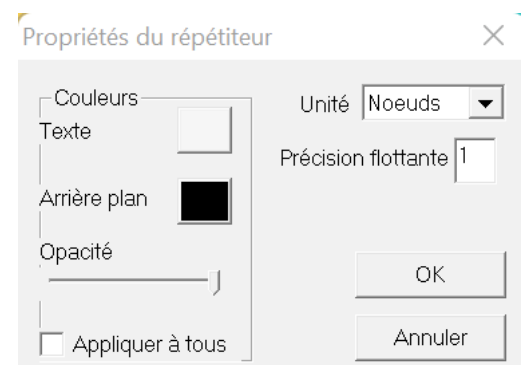 Propriétés du répétiteur
Couleurs
Texte
Arrière plan
Opacité
Appliquer à tous
Unité Noeuds
Précision flottante 1
OK
Annuler